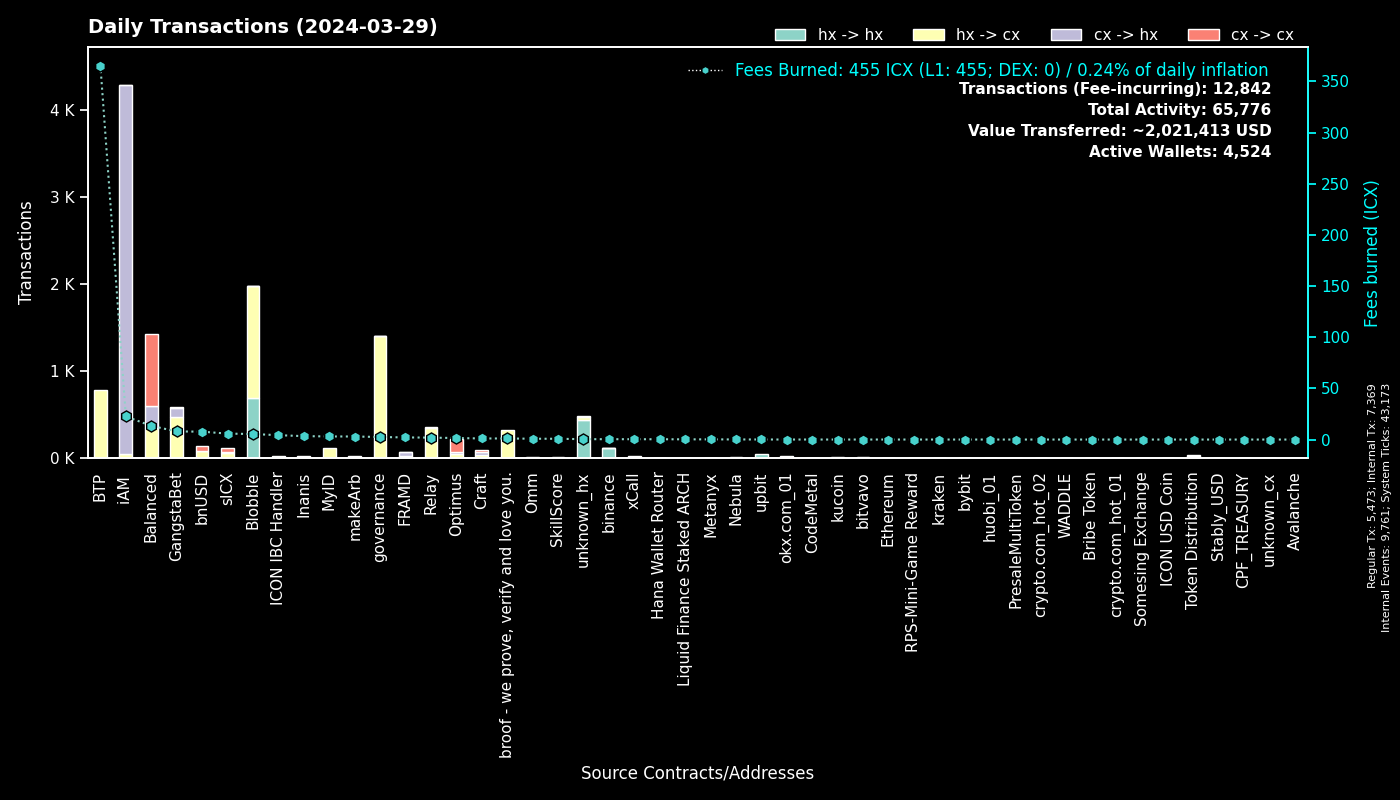 Daily Transactions (2024-03-29)
hx -> hx
hx -> cx
cx -> hx
cx -> cx
Fees Burned: 455 ICX (L1: 455; DEX: 0) / 0.24% of daily inflation
Transactions (Fee-incurring): 12,842
Total Activity: 65,776
Value Transferred: ~2,021,413 USD
Active Wallets: 4,524
Transactions
4 K
3 K
2 K
1 K
0 K
350
300
250
200
150
100
50
0
Fees burned (ICX)
BTP
iAM
Balanced
GangstaBet
bnUSD
sICX
Blobble
ICON IBC Handler
Inanis
MyID
makeArb
governance
FRAMD
Relay
Optimus
Craft
broof - we prove, verify and love you.
Omm
SkillScore
unknown_hx
binance
xCall
Hana Wallet Router
Liquid Finance Staked ARCH
Metanyx
Nebula
upbit
okx.com_01
CodeMetal
kucoin
bitvavo
Ethereum
RPS-Mini-Game Reward
kraken
bybit
huobi_01
PresaleMultiToken
crypto.com_hot_02
WADDLE
Bribe Token
crypto.com_hot_01
Somesing Exchange
ICON USD Coin
Token Distribution
Stably_USD
CPF_TREASURY
unknown_cx
Avalanche
Source Contracts/Addresses
Regular Tx: 5,473; Internal Tx: 7,369
Internal Events: 9,761; System Ticks: 43,173